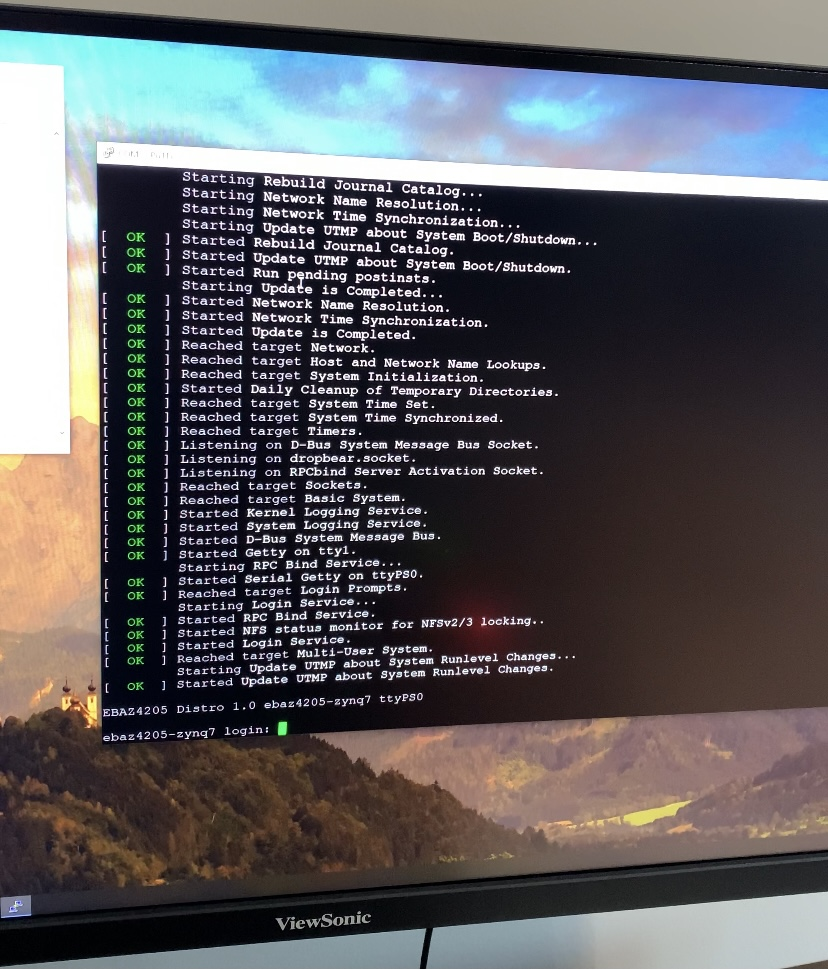 Starting Rebuild Journal Catalog...
Starting Network Name Resolution...
Starting Network Time Synchronization...
Starting Update UTMP about System Boot/Shutdown...
[ OK ] Started Rebuild Journal Catalog.
[ OK ] Started Update UTMP about System Boot/Shutdown.
[ OK ] Started Run pending postinsts.
Starting Update is Completed...
[ OK ] Started Network Name Resolution.
[ OK ] Started Network Time Synchronization.
[ OK ] Started Update is Completed.
[ OK ] Reached target Network.
[ OK ] Reached target Host and Network Name Lookups.
[ OK ] Reached target System Initialization.
[ OK ] Started Daily Cleanup of Temporary Directories.
[ OK ] Reached target System Time Set.
[ OK ] Reached target System Time Synchronized.
[ OK ] Reached target Timers.
[ OK ] Listening on D-Bus System Message Bus Socket.
[ OK ] Listening on dropbear.socket.
[ OK ] Listening on RPCbind Server Activation Socket.
[ OK ] Reached target Sockets.
[ OK ] Reached target Basic System.
[ OK ] Started Kernel Logging Service.
[ OK ] Started System Logging Service.
[ OK ] Started D-Bus System Message Bus.
[ OK ] Started Getty on tty1.
Starting RPC Bind Service...
[ OK ] Started Serial Getty on ttyPS0.
[ OK ] Reached target Login Prompts.
Starting Login Service...
[ OK ] Started RPC Bind Service.
[ OK ] Started NFS status monitor for NFSv2/3 locking..
[ OK ] Started Login Service.
[ OK ] Reached target Multi-User System.
Starting Update UTMP about System Runlevel Changes...
[ OK ] Started Update UTMP about System Runlevel Changes.
EBAZ4205 Distro 1.0 ebaz4205-zynq7 ttyPS0
ebaz4205-zynq7 login:
ViewSonic